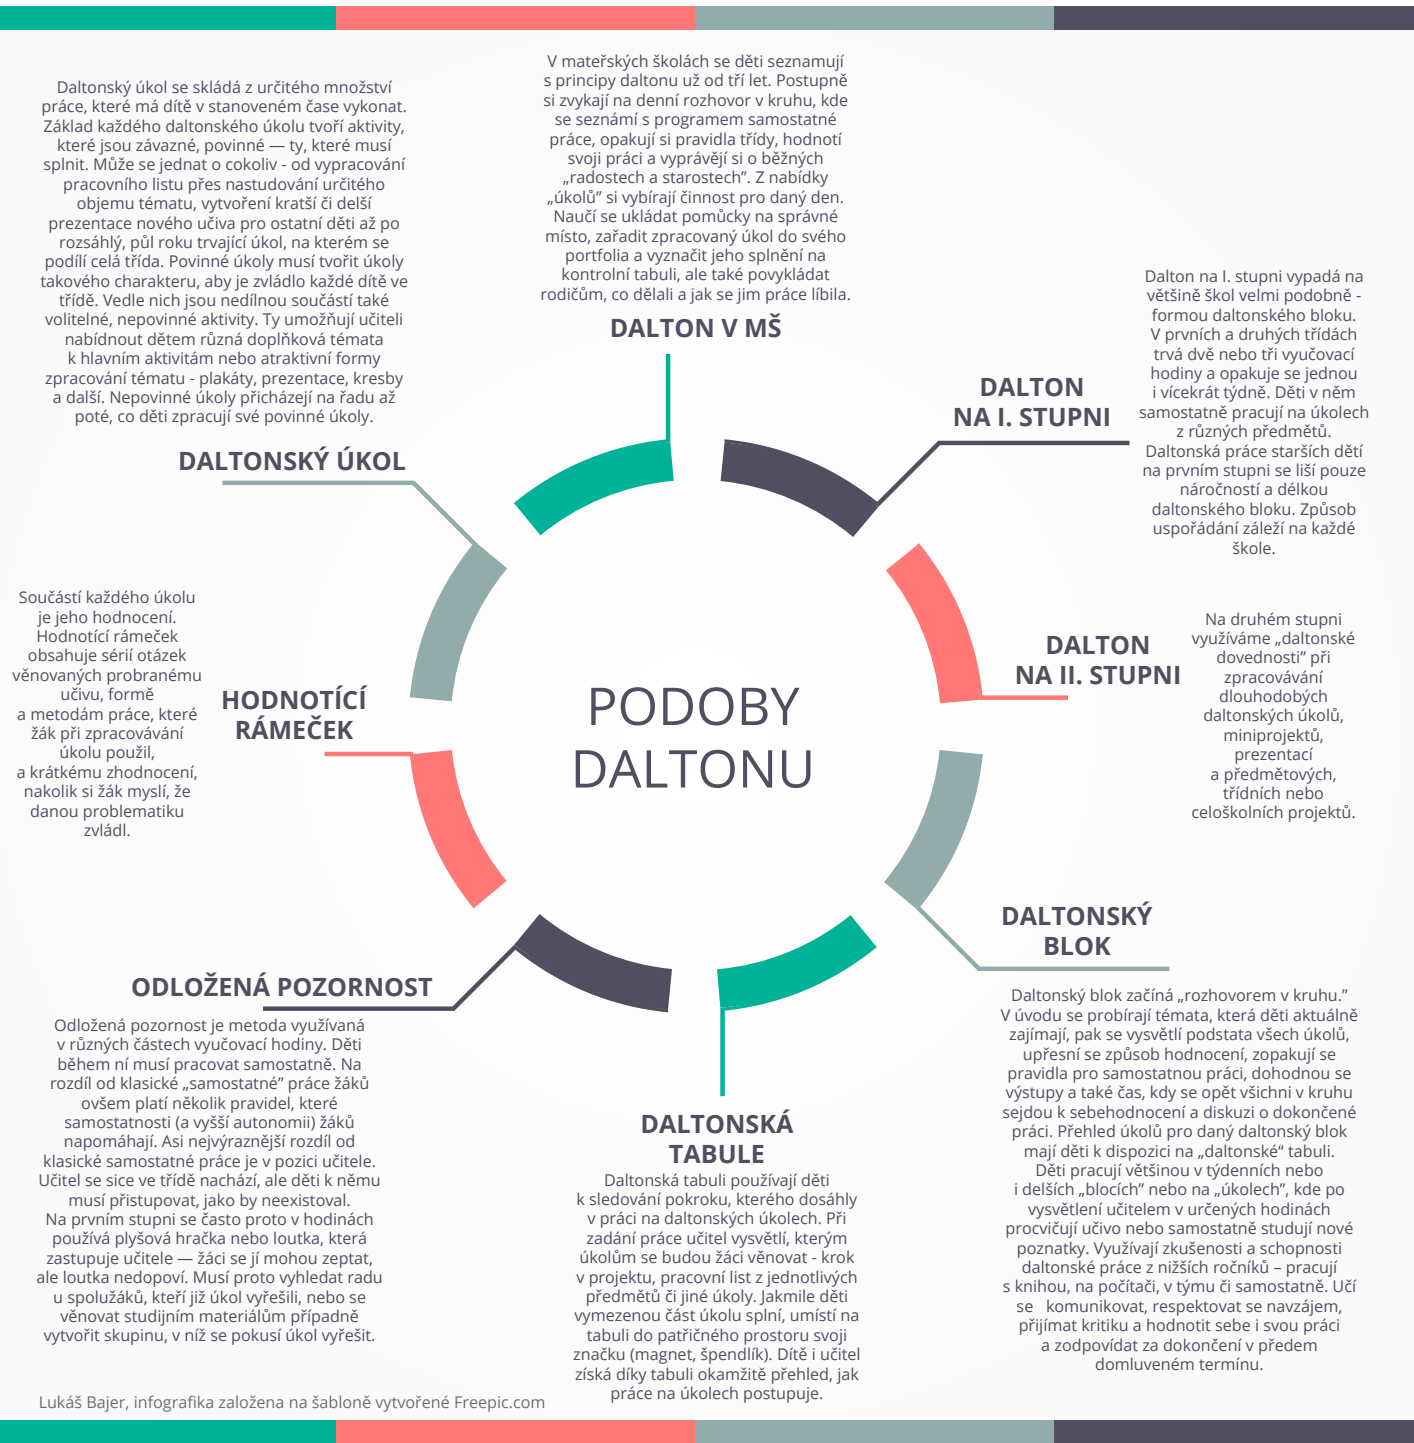 V mateřských školách se děti seznamují
s principy daltonu už od tří let. Postupně
si zvykají na denní rozhovor v kruhu, kde
se seznámí s programem samostatné
práce, opakují si pravidla třídy, hodnotí
svoji práci a vyprávějí si o běžných
„radostech a starostech”. Z nabídky
„úkolů” si vybírají činnost pro daný den.
Naučí se ukládat pomůcky na správné
místo, zařadit zpracovaný úkol do svého
portfolia a vyznačit jeho splnění na
kontrolní tabuli, ale také povykládat
rodičům, co dělali a jak se jim práce líbila.
DALTON V MŠ
Dalton na I. stupni vypadá na
většině škol velmi podobně -
formou daltonského bloku.
V prvních a druhých třídách
trvá dvě nebo tři vyučovací
hodiny a opakuje se jednou
i vícekrát týdně. Děti v něm
samostatně pracují na úkolech
z různých předmětů.
Daltonská práce starších dětí
na prvním stupni se liší pouze
náročností a délkou
daltonského bloku. Způsob
uspořádání záleží na každé
škole.
DALTON
NA I. STUPNI
DALTON
NA II. STUPNI
Na druhém stupni
využíváme „daltonské
dovednosti” při
zpracovávání
dlouhodobých
daltonských úkolů,
miniprojektů,
prezentací
a předmětových,
třídních nebo
celoškolních projektů.
DALTONSKÝ
BLOK
Daltonský blok začíná „rozhovorem v kruhu.”
V úvodu se probírají témata, která děti aktuálně
zajímají, pak se vysvětlí podstata všech úkolů,
upřesní se způsob hodnocení, zopakují se
pravidla pro samostatnou práci, dohodnou se
výstupy a také čas, kdy se opět všichni v kruhu
sejdou k sebehodnocení a diskuzi o dokončené
práci. Přehled úkolů pro daný daltonský blok
mají děti k dispozici na „daltonské“ tabuli.
Děti pracují většinou v týdenních nebo
i delších „blocích” nebo na „úkolech”, kde po
vysvětlení učitelem v určených hodinách
procvičují učivo nebo samostatně studují nové
poznatky. Využívají zkušenosti a schopnosti
daltonské práce z nižších ročníků – pracují
s knihou, na počítači, v týmu či samostatně. Učí
se   komunikovat, respektovat se navzájem,
přijímat kritiku a hodnotit sebe i svou práci
a zodpovídat za dokončení v předem
domluveném termínu.
DALTONSKÁ
TABULE
Daltonská tabuli používají děti
k sledování pokroku, kterého dosáhly
v práci na daltonských úkolech. Při
zadání práce učitel vysvětlí, kterým
úkolům se budou žáci věnovat - krok
v projektu, pracovní list z jednotlivých
předmětů či jiné úkoly. Jakmile děti
vymezenou část úkolu splní, umístí na
tabuli do patřičného prostoru svoji
značku (magnet, špendlík). Dítě i učitel
získá díky tabuli okamžitě přehled, jak
práce na úkolech postupuje.
ODLOŽENÁ POZORNOST
Odložená pozornost je metoda využívaná
v různých částech vyučovací hodiny. Děti
během ní musí pracovat samostatně. Na
rozdíl od klasické „samostatné” práce žáků
ovšem platí několik pravidel, které
samostatnosti (a vyšší autonomii) žáků
napomáhají. Asi nejvýraznější rozdíl od
klasické samostatné práce je v pozici učitele.
Učitel se sice ve třídě nachází, ale děti k němu
musí přistupovat, jako by neexistoval.
Na prvním stupni se často proto v hodinách
používá plyšová hračka nebo loutka, která
zastupuje učitele — žáci se jí mohou zeptat,
ale loutka nedopoví. Musí proto vyhledat radu
u spolužáků, kteří již úkol vyřešili, nebo se
věnovat studijním materiálům případně
vytvořit skupinu, v níž se pokusí úkol vyřešit.
HODNOTÍCÍ
RÁMEČEK
Součástí každého úkolu
je jeho hodnocení.
Hodnotící rámeček
obsahuje sérií otázek
věnovaných probranému
učivu, formě
a metodám práce, které
žák při zpracovávání
úkolu použil,
a krátkému zhodnocení,
nakolik si žák myslí, že
danou problematiku
zvládl.
Daltonský úkol se skládá z určitého množství
práce, které má dítě v stanoveném čase vykonat.
Základ každého daltonského úkolu tvoří aktivity,
které jsou závazné, povinné — ty, které musí
splnit. Může se jednat o cokoliv - od vypracování
pracovního listu přes nastudování určitého
objemu tématu, vytvoření kratší či delší
prezentace nového učiva pro ostatní děti až po
rozsáhlý, půl roku trvající úkol, na kterém se
podílí celá třída. Povinné úkoly musí tvořit úkoly
takového charakteru, aby je zvládlo každé dítě ve
třídě. Vedle nich jsou nedílnou součástí také
volitelné, nepovinné aktivity. Ty umožňují učiteli
nabídnout dětem různá doplňková témata
k hlavním aktivitám nebo atraktivní formy
zpracování tématu - plakáty, prezentace, kresby
a další. Nepovinné úkoly přicházejí na řadu až
poté, co děti zpracují své povinné úkoly.
DALTONSKÝ ÚKOL
PODOBY
DALTONU
Lukáš Bajer, infografika založena na šabloně vytvořené Freepic.com